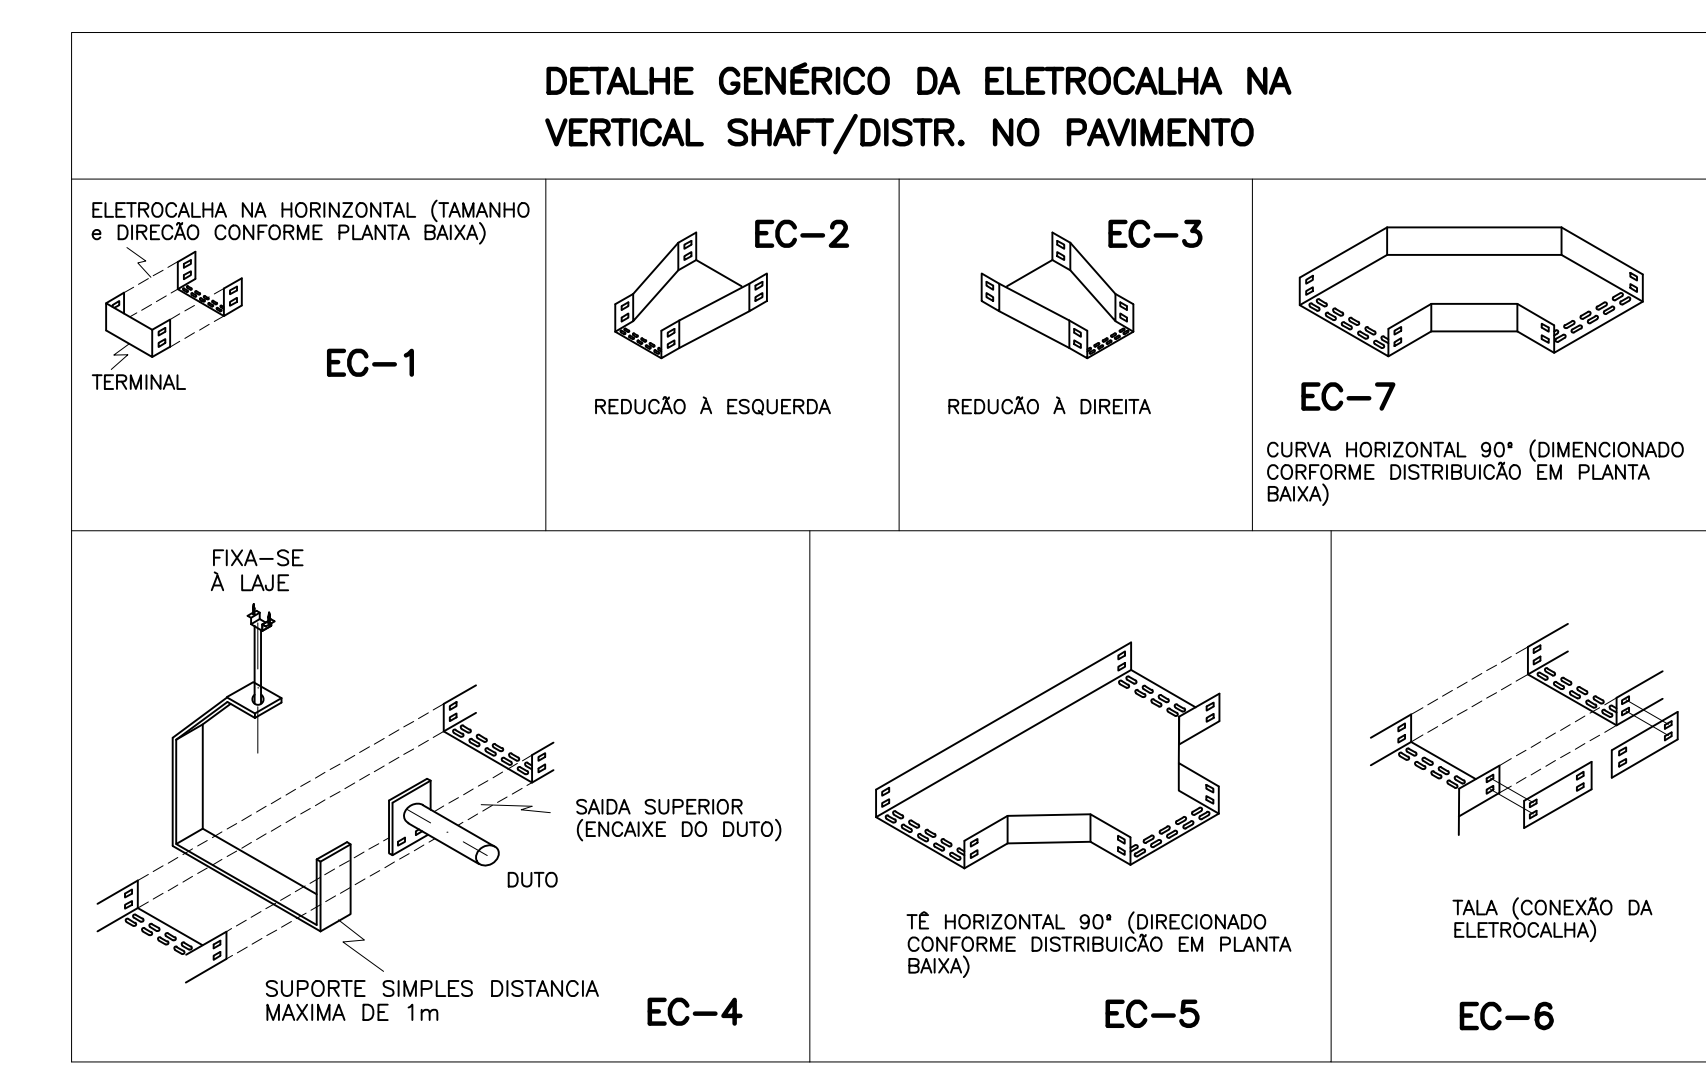 DETALHE GENÉRICO DA ELETROCALHA NA
VERTICAL SHAFT/DISTR. NO PAVIMENTO
ELETROCALHA NA HORINZONTAL (TAMANHO
e DIRECÃO CONFORME PLANTA BAIXA)
TERMINAL
EC-1
EC-2
REDUCÃO À ESQUERDA
EC-3
REDUCÃO À DIREITA
EC-7
CURVA HORIZONTAL 90° (DIMENCIONADO
CORFORME DISTRIBUICÃO EM PLANTA
BAIXA)
FIXA-SE
À LAJE
SAIDA SUPERIOR
(ENCAIXE DO DUTO)
DUTO
SUPORTE SIMPLES DISTANCIA
MAXIMA DE 1m
EC-4
TÊ HORIZONTAL 90° (DIRECIONADO
CONFORME DISTRIBUICÃO EM PLANTA
BAIXA)
EC-5
TALA (CONEXÃO DA
ELETROCALHA)
EC-6